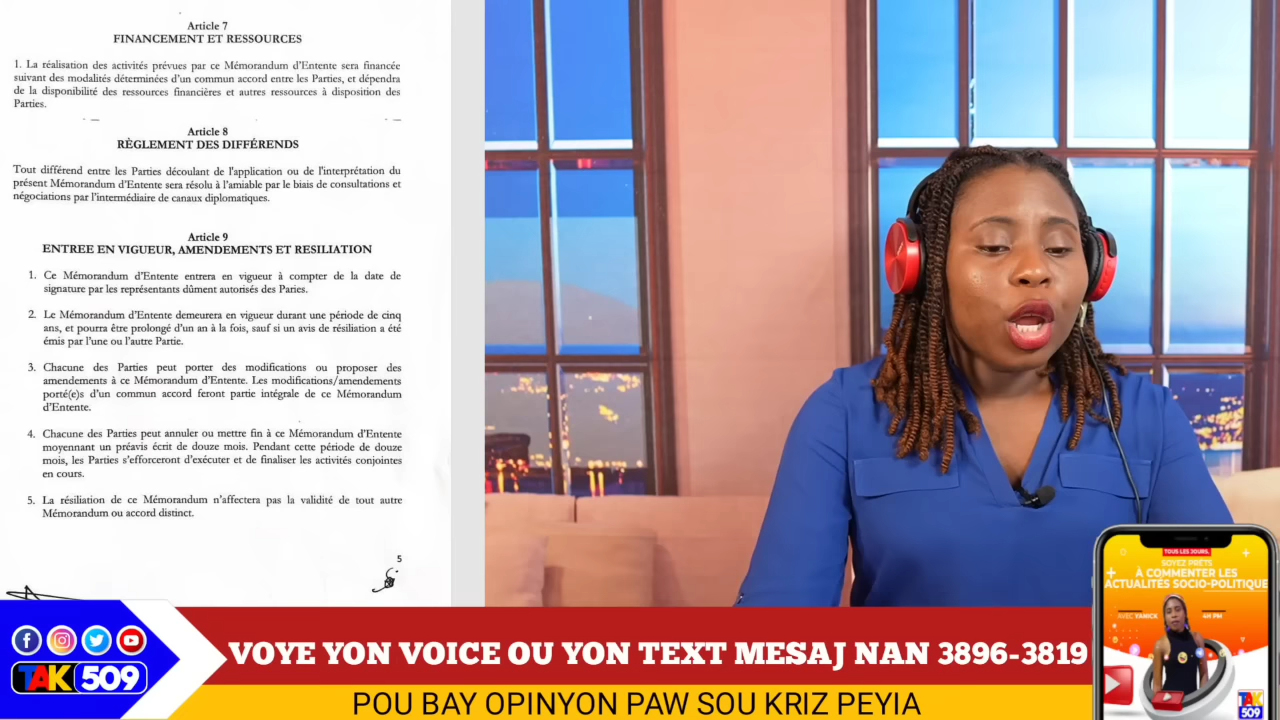 Article 7
FINANCEMENT ET RESSOURCES
1. La réalisation des activités prévues par ce Mémorandum d'Entente sera financée
suivant des modalités déterminées d'un commun accord entre les Parties, et dépendra
de la disponibilité des ressources financières et autres ressources à disposition des
Parties.
Article 8
RÈGLEMENT DES DIFFÉRENDS
Tout différend entre les Parties découlant de l'application ou de l'interprétation du
présent Mémorandum d'Entente sera résolu à l'amiable par le biais de consultations et
négociations par l'intermédiaire de canaux diplomatiques.
Article 9
ENTREE EN VIGUEUR, AMENDEMENTS ET RESILIATION
1. Ce Mémorandum d'Entente entrera en vigueur à compter de la date de
signature par les représentants dûment autorisés des Paries.
2. Le Mémorandum d'Entente demeurera en vigueur durant une période de cinq
ans, et pourra être prolongé d'un an à la fois, sauf si un avis de résiliation a été
émis par l'une ou l'autre Partie.
3. Chacune des Parties peut porter des modifications ou proposer des
amendements à ce Mémorandum d'Entente. Les modifications/amendements
porté(e)s d'un commun accord feront partie intégrale de ce Mémorandum
d'Entente.
4. Chacune des Parties peut annuler ou mettre fin à ce Mémorandum d'Entente
moyennant un préavis écrit de douze mois. Pendant cette période de douze
mois, les Parties s'efforceront d'exécuter et de finaliser les activités conjointes
en cours.
5. La résiliation de ce Mémorandum n'affectera pas la validité de tout autre
Mémorandum ou accord distinct.
5
TAK 509
VOYE YON VOICE OU YON TEXT MESAJ NAN 3896-3819
POU BAY OPINYON PAW SOU KRIZ PEYIA
TOUS LES JOURS,
SOYEZ PRÊTS
À COMMENTER LES
ACTUALITÉS SOCIO-POLITIQUE
AVEC YANICK
4H PM
TAK
509